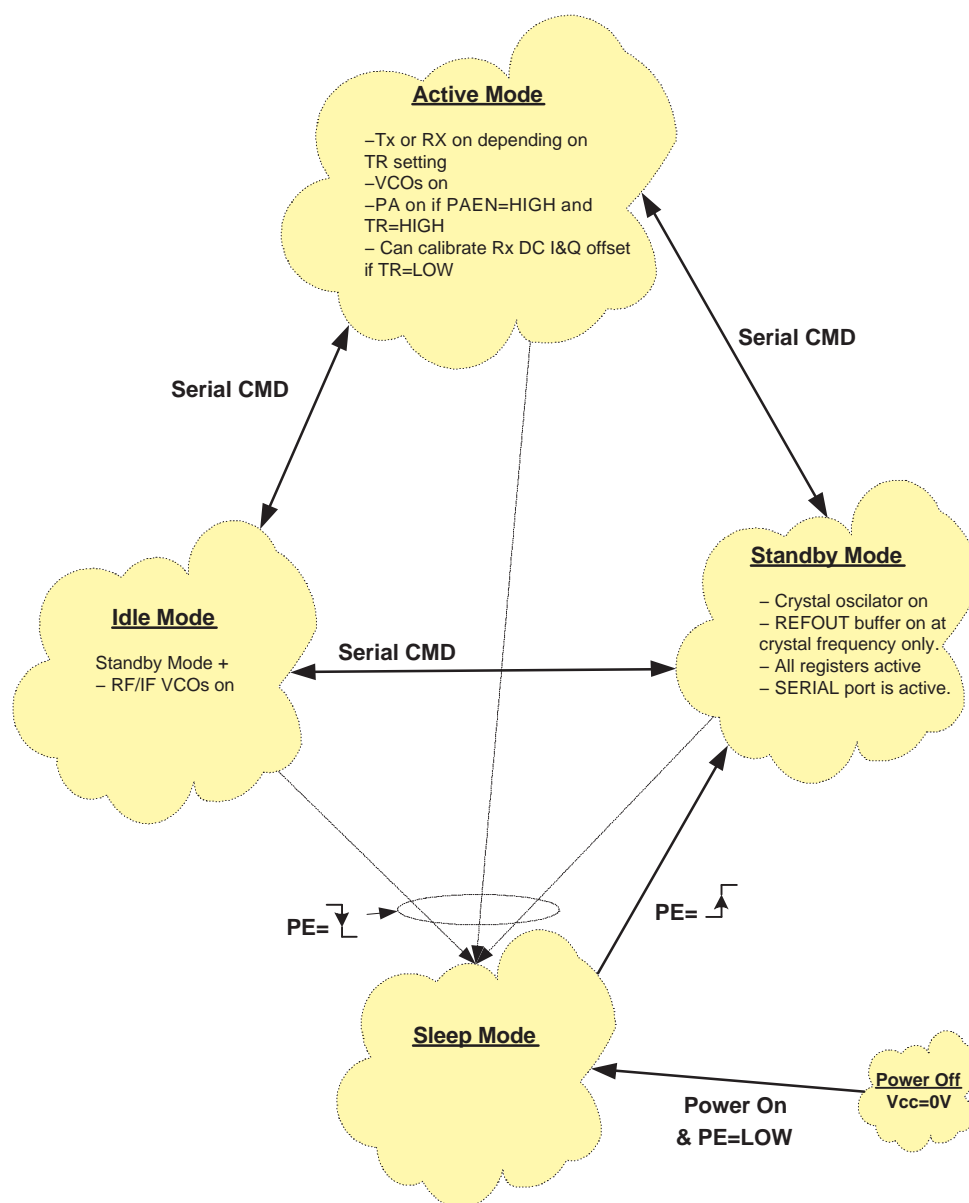 Active Mode
–Tx or RX on depending on
TR setting
–VCOs on
–PA on if PAEN=HIGH and
TR=HIGH
– Can calibrate Rx DC I&Q offset
if TR=LOW
Serial CMD
Serial CMD
Standby Mode
– Crystal oscilator on
– REFOUT buffer on at
crystal frequency only.
– All registers active
– SERIAL port is active.
Idle Mode
Standby Mode +
– RF/IF VCOs on
Serial CMD
PE=
PE=
Sleep Mode
Power Off
Vcc=0V
Power On
& PE=LOW